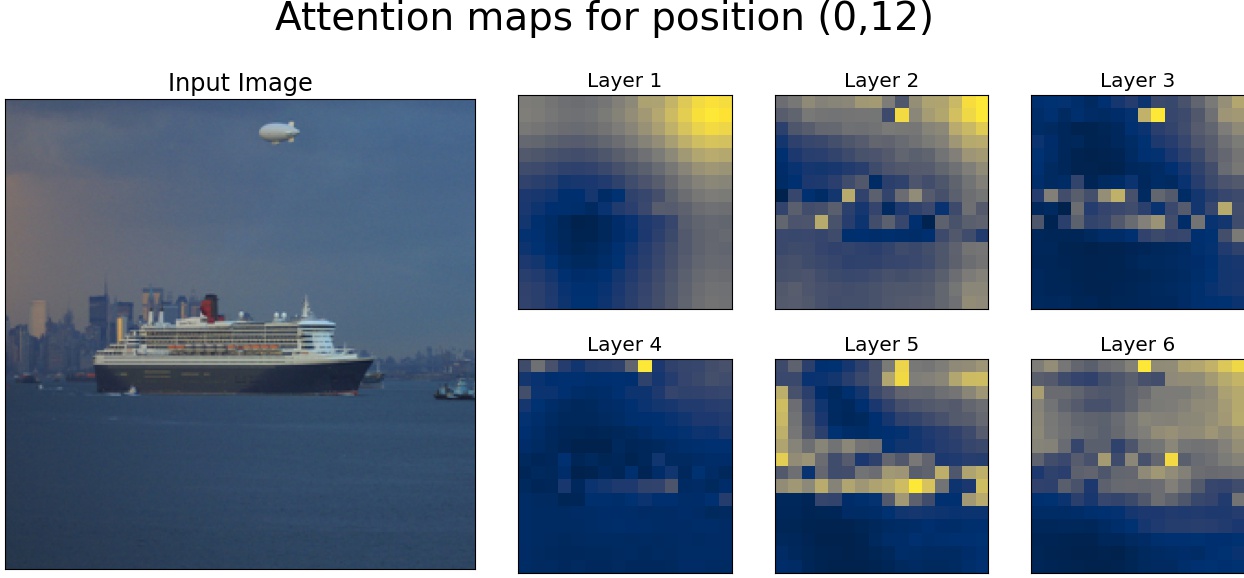 Attention maps for position (0,12)
Input Image
Layer 1
Layer 2
Layer 3
Layer 4
Layer 5
Layer 6